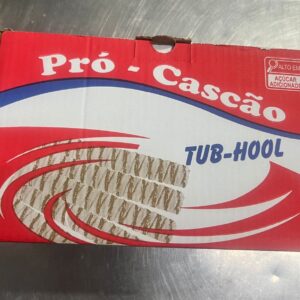 Pró - Cascão
ALTO EM
AÇÚCAR
ADICIONADO
TUB-HOOL